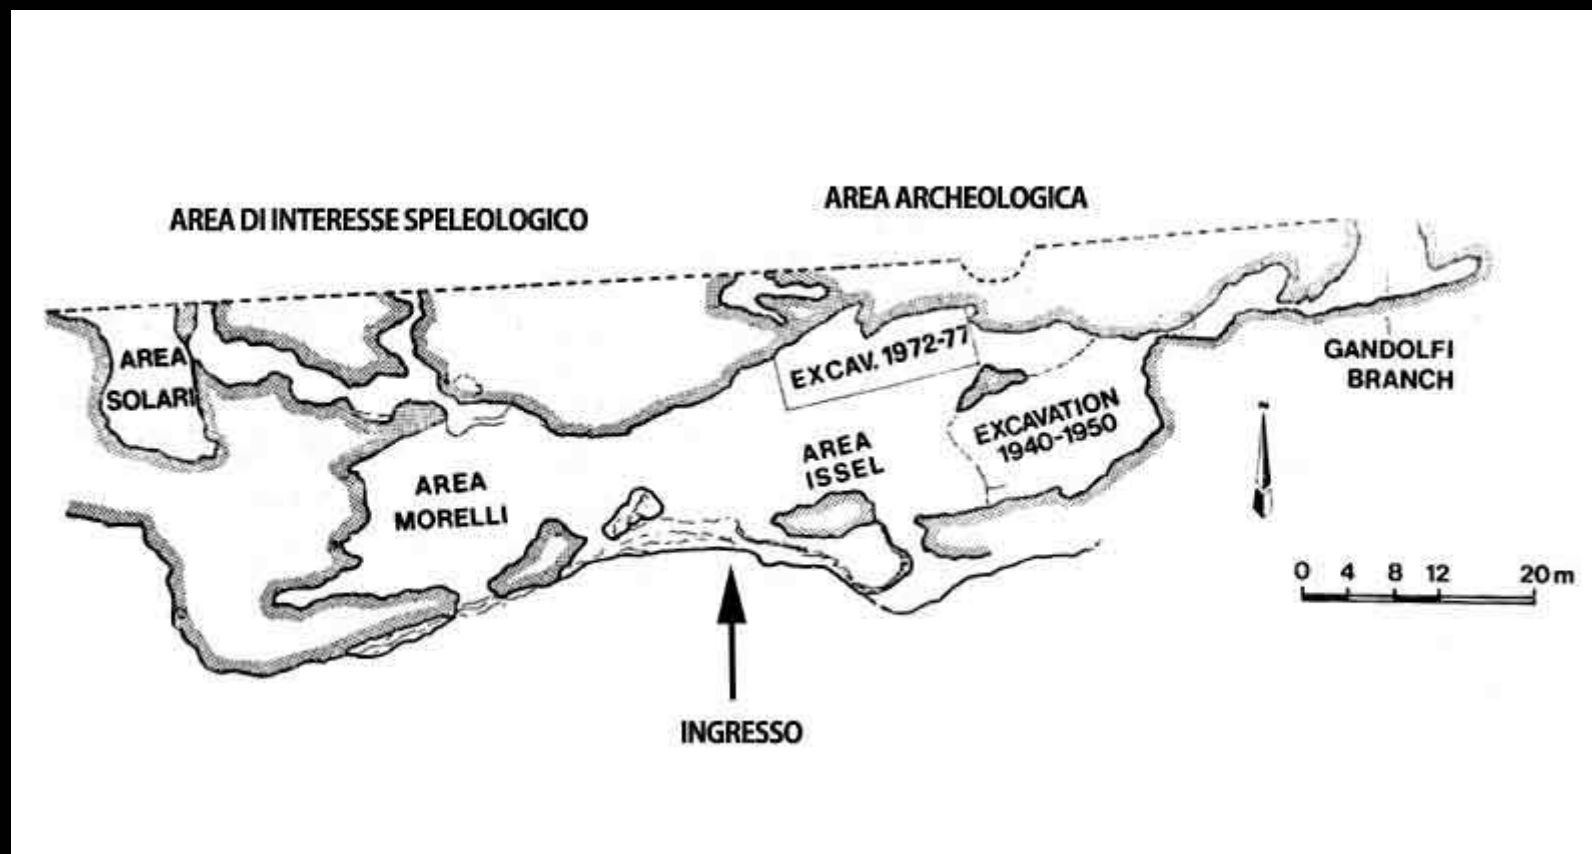 AREA DI INTERESSE SPELEOLOGICO
AREA ARCHEOLOGICA
AREA
SOLARI
EXCAV. 1972-77
GANDOLFI
BRANCH
EXCAVATION
1940-1950
AREA
ISSEL
AREA
MORELLI
N
0 4 8 12 20m
INGRESSO